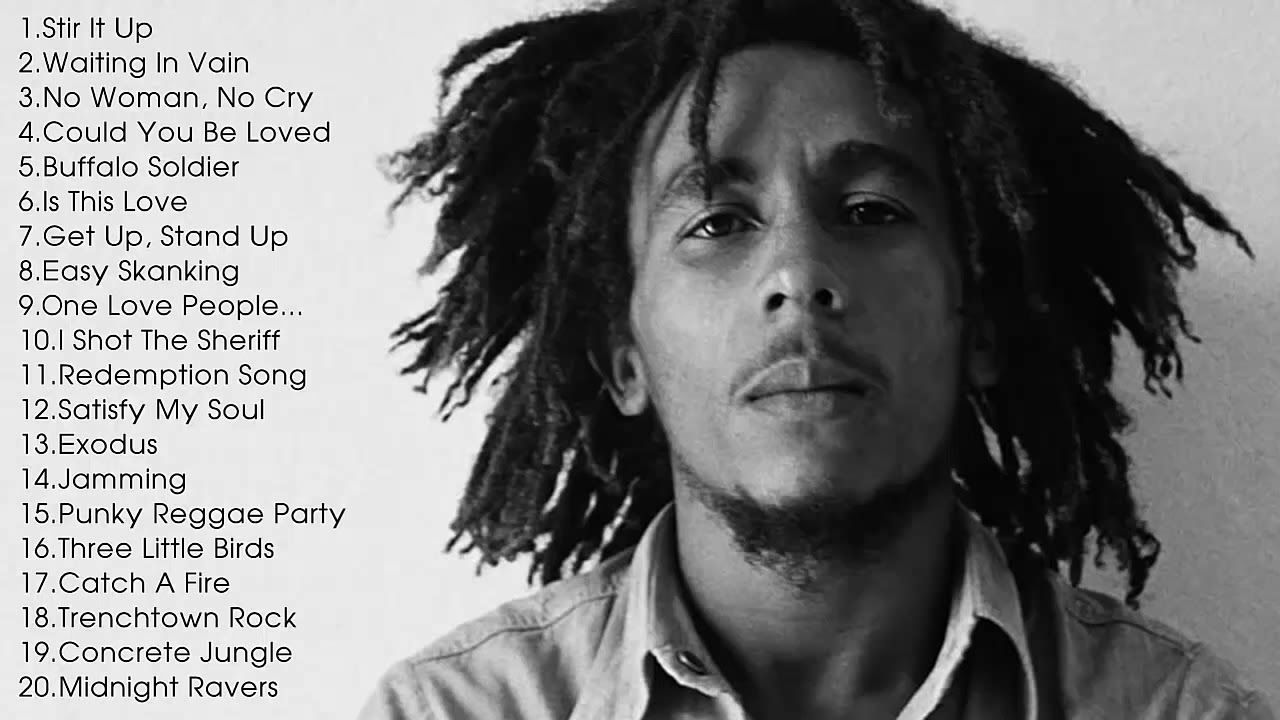 1.Stir It Up
2.Waiting In Vain
3.No Woman, No Cry
4.Could You Be Loved
5.Buffalo Soldier
6.Is This Love
7.Get Up, Stand Up
8.Easy Skanking
9.One Love People...
10.I Shot The Sheriff
11.Redemption Song
12.Satisfy My Soul
13.Exodus
14.Jamming
15.Punky Reggae Party
16.Three Little Birds
17.Catch A Fire
18.Trenchtown Rock
19.Concrete Jungle
20.Midnight Ravers